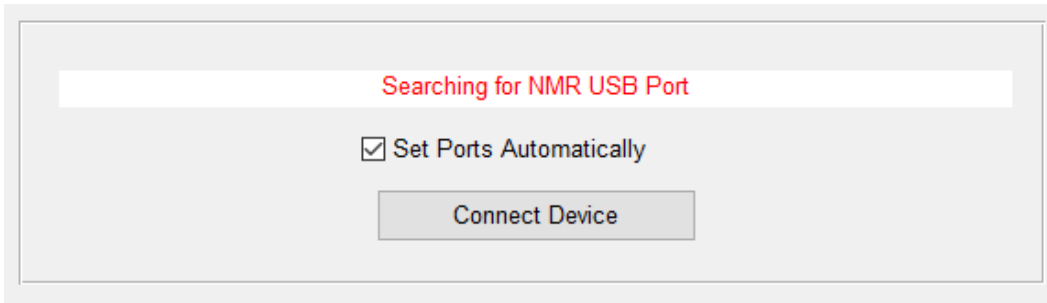 Searching for NMR USB Port
Set Ports Automatically
Connect Device